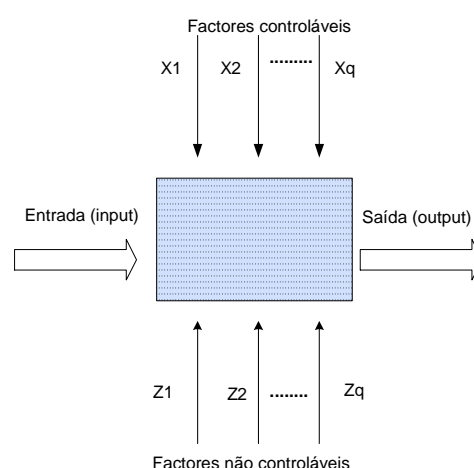 Factores controláveis
X1 X2 ......... Xq
Entrada (input)
Saída (output)
Z1 Z2 ........ Zq
Factores não controláveis